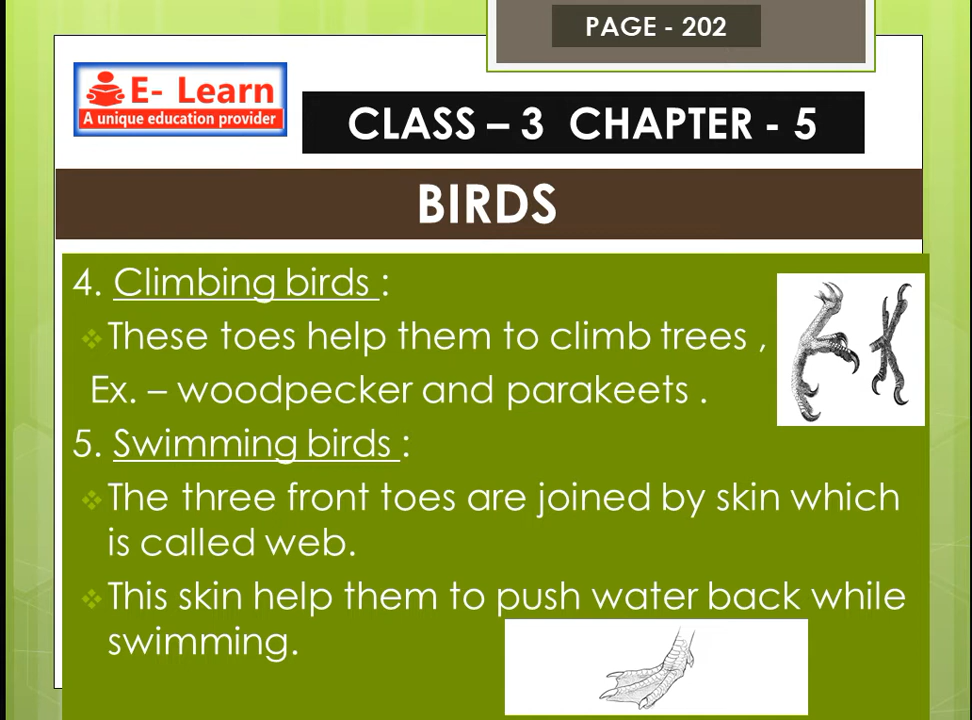 PAGE - 202
E- Learn
A unique education provider
CLASS – 3 CHAPTER - 5
BIRDS
4. Climbing birds :
These toes help them to climb trees ,
Ex. – woodpecker and parakeets .
5. Swimming birds :
The three front toes are joined by skin which
is called web.
This skin help them to push water back while
swimming.